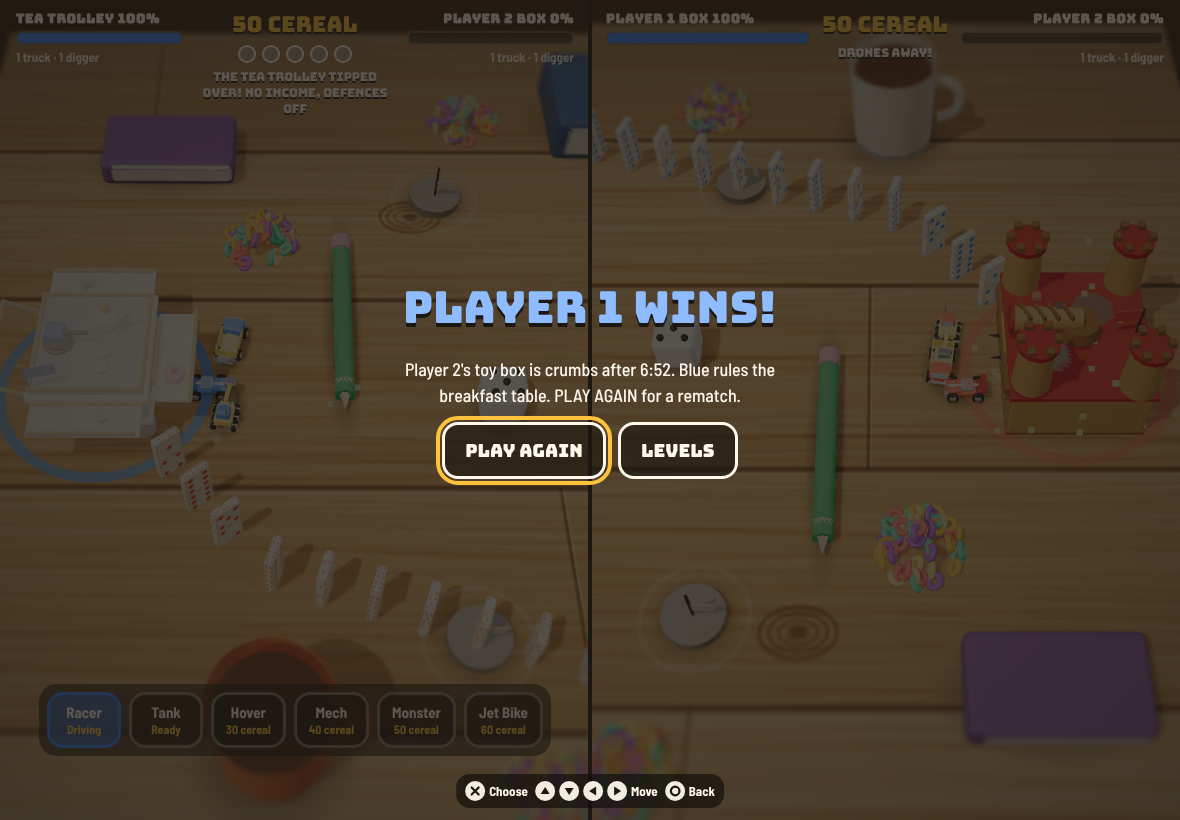 TEA TROLLEY 100%
50 CEREAL
PLAYER 2 BOX 0%
1 truck · 1 digger
1 truck · 1 digger
THE TEA TROLLEY TIPPED
OVER! NO INCOME, DEFENCES
OFF
PLAYER 1 BOX 100%
50 CEREAL
PLAYER 2 BOX 0%
DRONES AWAY!
1 truck · 1 digger
PLAYER 1 WINS!
Player 2's toy box is crumbs after 6:52. Blue rules the
breakfast table. PLAY AGAIN for a rematch.
PLAY AGAIN
LEVELS
Racer
Driving
Tank
Ready
Hover
30 cereal
Mech
40 cereal
Monster
50 cereal
Jet Bike
60 cereal
Choose
Move
Back